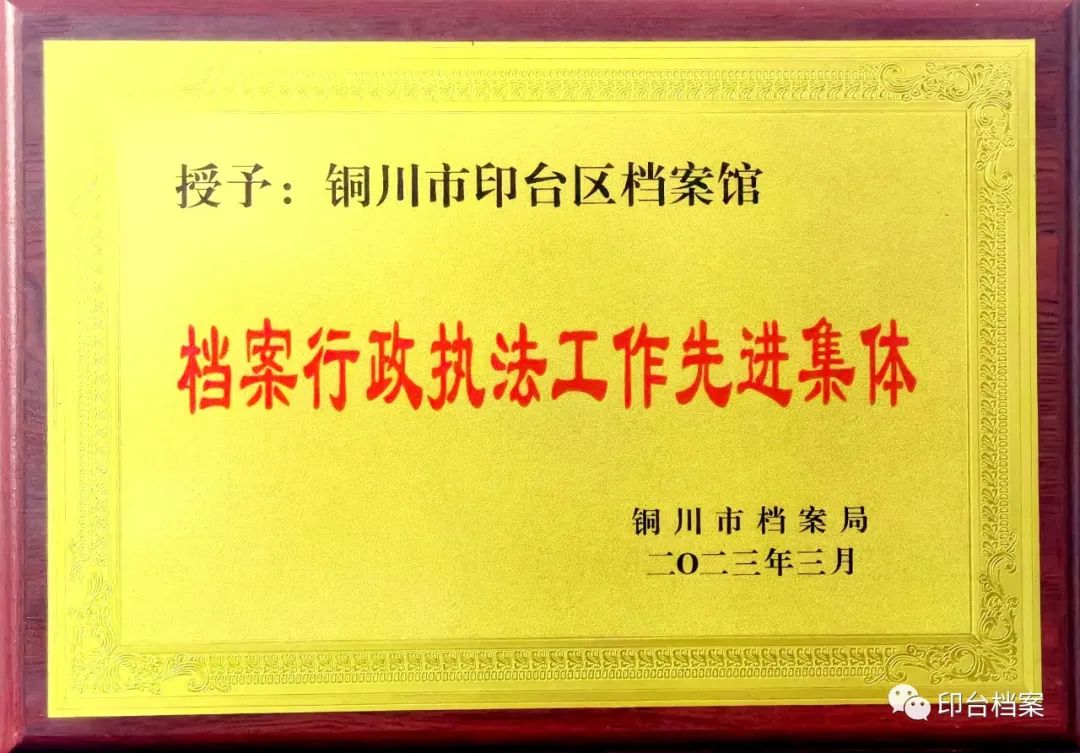 授予：铜川市印台区档案馆
档案行政执法工作先进集体
铜川市档案局
二〇二三年三月
印台档案